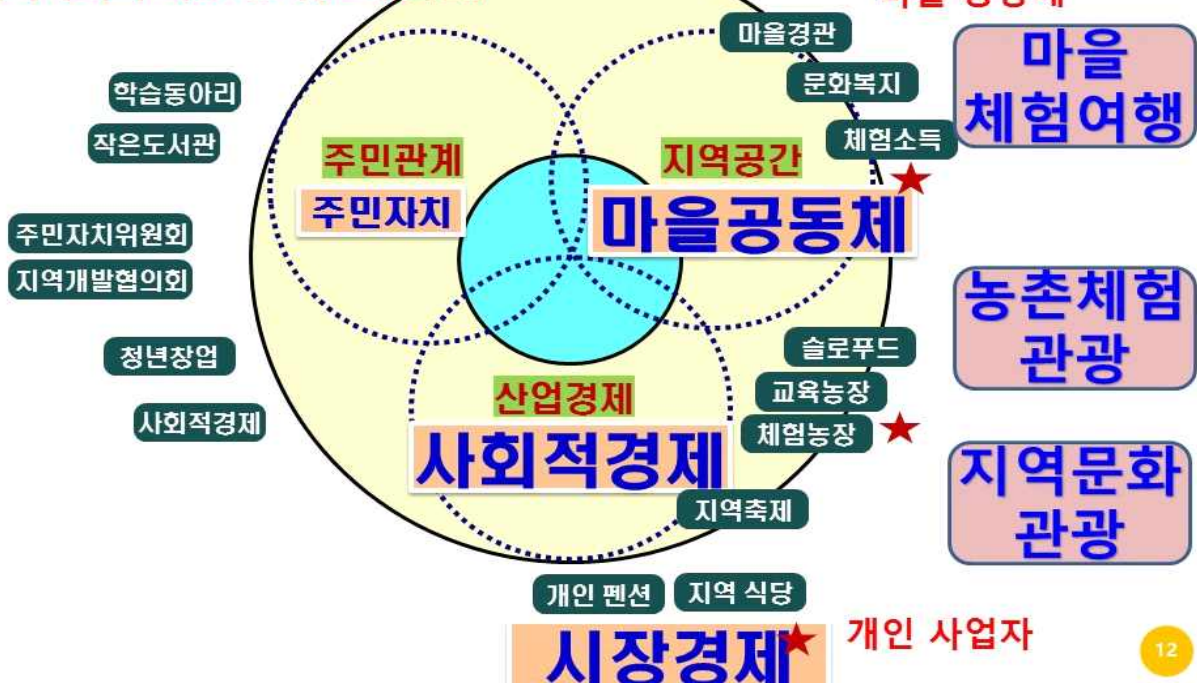 마을경관
문화복지
체험소득
마을
체험여행
학습동아리
작은도서관
주민관계
주민자치
지역공간
마을공동체
주민자치위원회
지역개발협의회
농촌체험
관광
청년창업
사회적경제
슬로푸드
교육농장
체험농장
산업경제
사회적경제
지역축제
지역문화
관광
개인 펜션
지역 식당
시장경제
개인 사업자
12